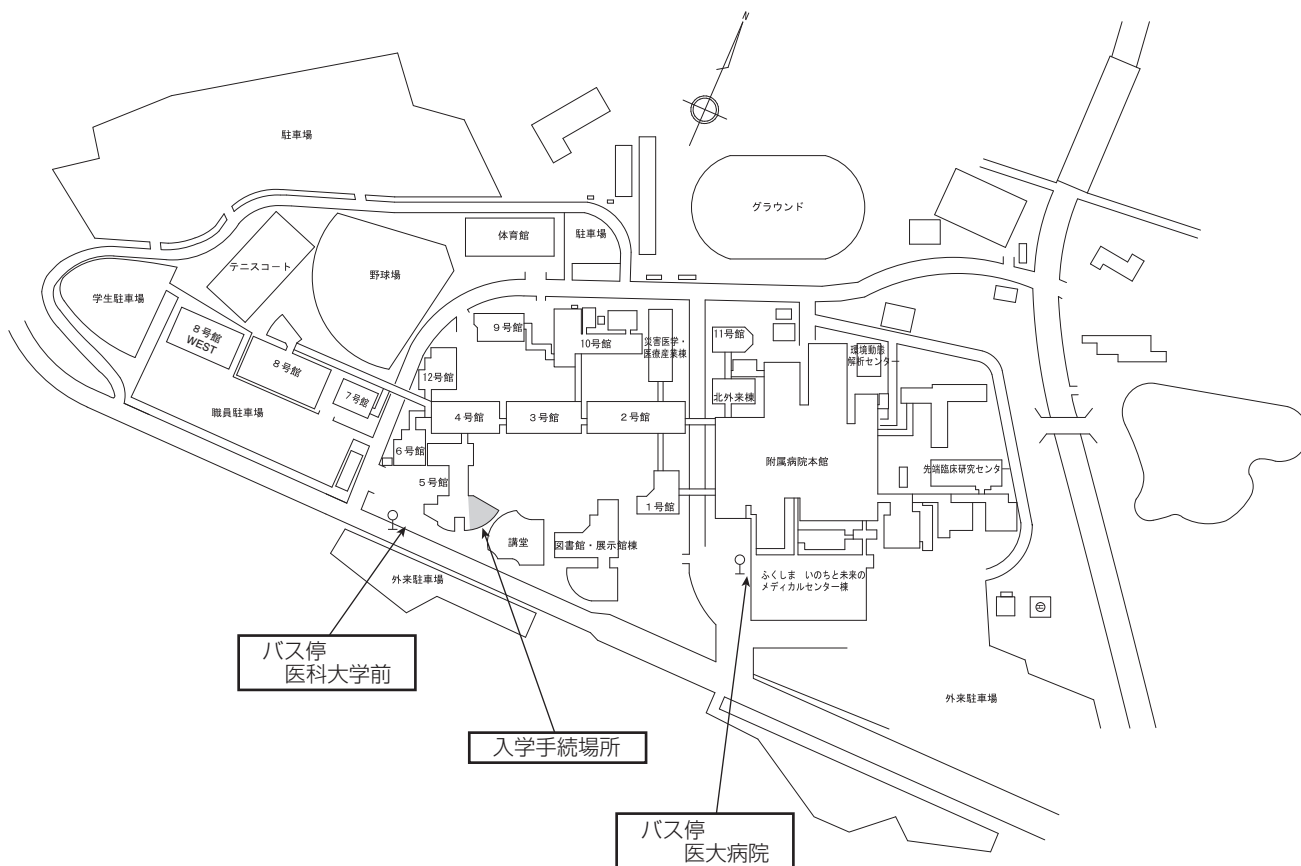 N
駐車場
グラウンド
体育館
駐車場
テニスコート
野球場
学生駐車場
8号館
WEST
8号館
7号館
職員駐車場
9号館
10号館
災害医学・
医療産業棟
11号館
環境動態
解析センター
12号館
北外来棟
4号館
3号館
2号館
6号館
附属病院本館
先端臨床研究センター
5号館
1号館
講堂
図書館・展示館棟
外来駐車場
ふくしま いのちと未来の
メディカルセンター棟
H
バス停
医科大学前
外来駐車場
入学手続場所
バス停
医大病院